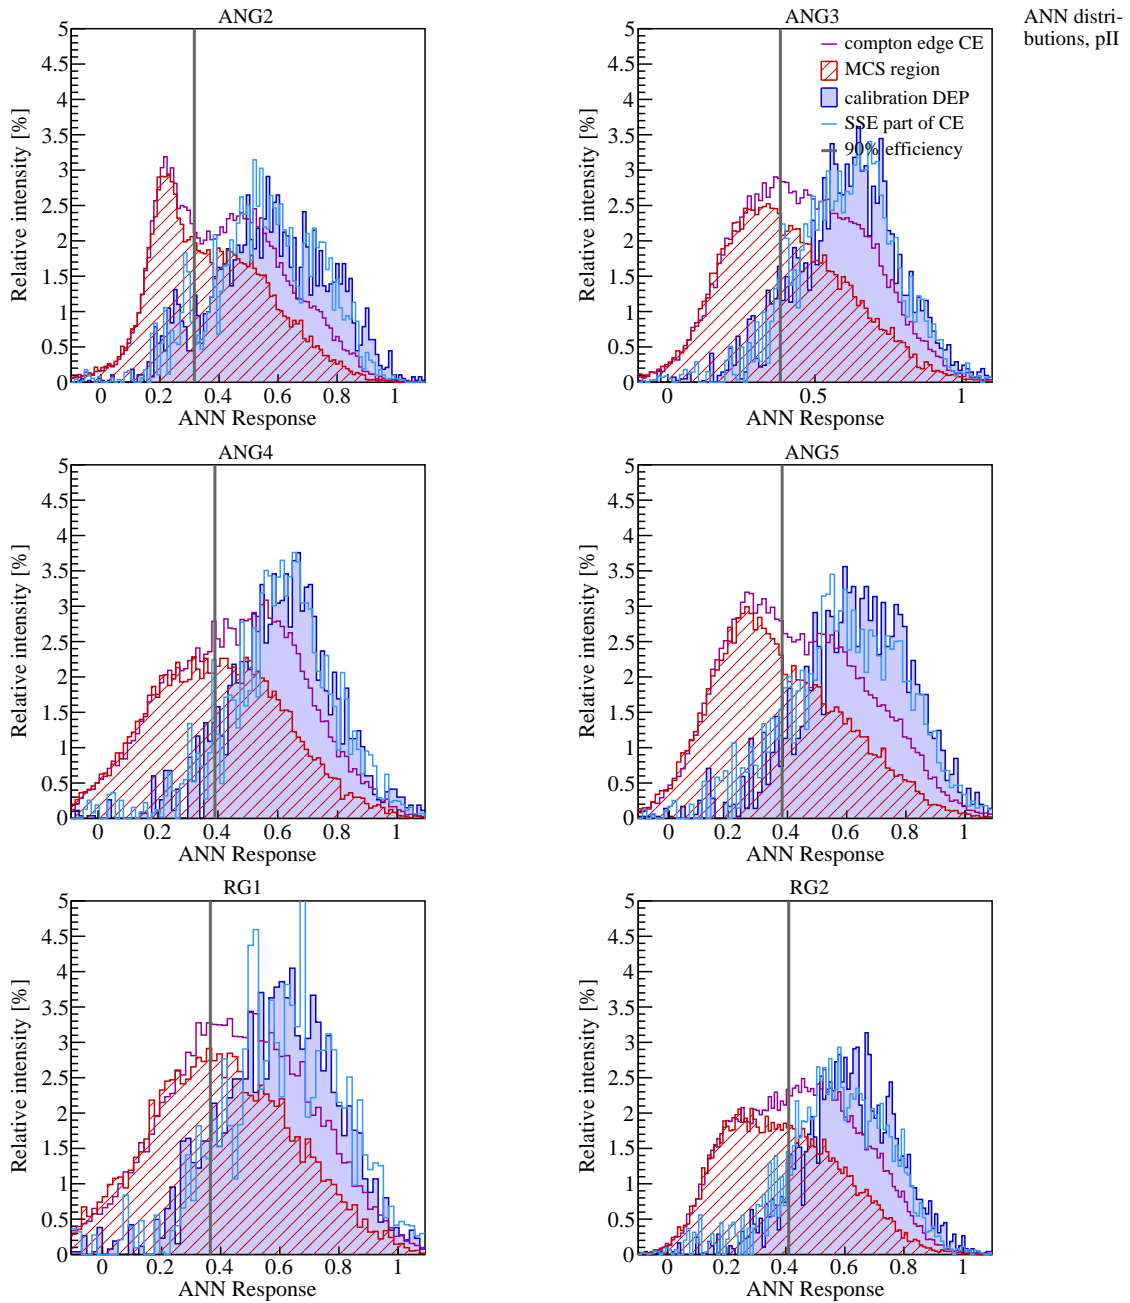 ANG2
ANG3
ANN distri-
butions, pII
5
4.5
4
3.5
3
2.5
2
1.5
1
0.5
0
Relative intensity [%]
0 0.2 0.4 0.6 0.8 1
ANN Response
5
4.5
4
3.5
3
2.5
2
1.5
1
0.5
0
Relative intensity [%]
compton edge CE
MCS region
calibration DEP
SSE part of CE
90% efficiency
0 0.5 1
ANN Response
ANG4
5
4.5
4
3.5
3
2.5
2
1.5
1
0.5
0
Relative intensity [%]
0 0.2 0.4 0.6 0.8 1
ANN Response
ANG5
5
4.5
4
3.5
3
2.5
2
1.5
1
0.5
0
Relative intensity [%]
0 0.2 0.4 0.6 0.8 1
ANN Response
RG1
5
4.5
4
3.5
3
2.5
2
1.5
1
0.5
0
Relative intensity [%]
0 0.2 0.4 0.6 0.8 1
ANN Response
RG2
5
4.5
4
3.5
3
2.5
2
1.5
1
0.5
0
Relative intensity [%]
0 0.2 0.4 0.6 0.8 1
ANN Response